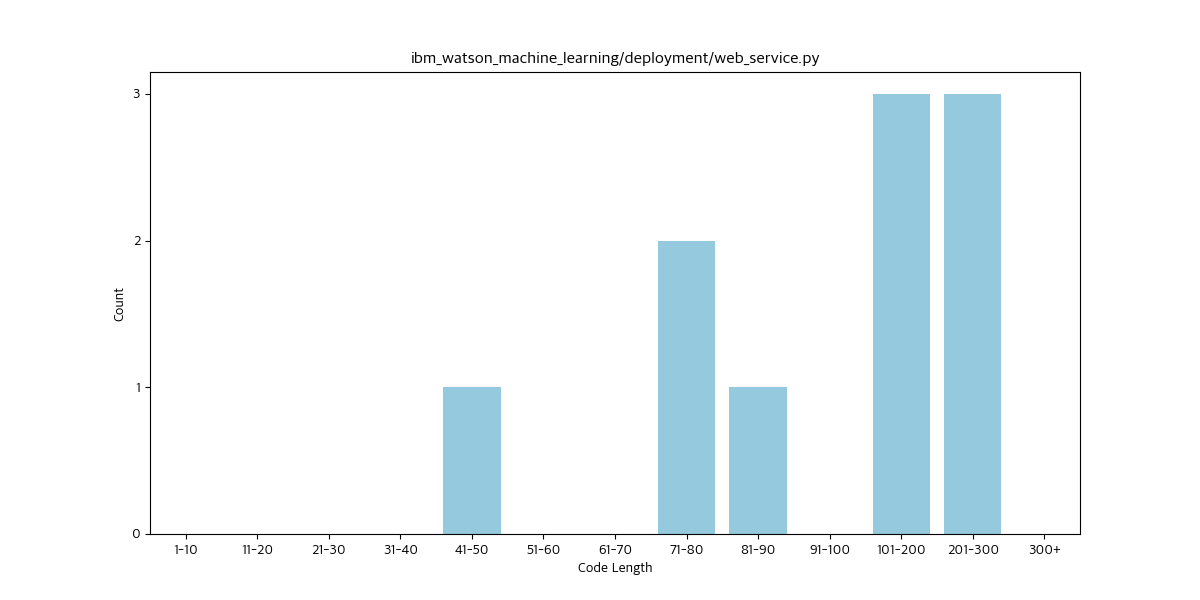 ibm_watson_machine_learning/deployment/web_service.py
3
2
1
0
Count
1-10 11-20 21-30 31-40 41-50 51-60 61-70 71-80 81-90 91-100 101-200 201-300 300+
Code Length